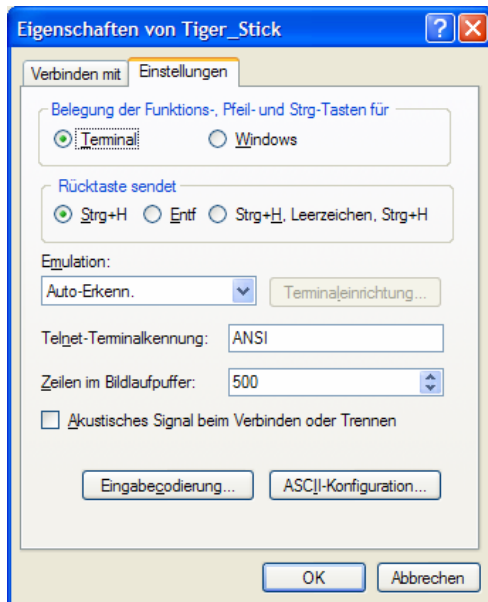 Eigenschaften von Tiger_Stick
Verbinden mit Einstellungen
Belegung der Funktions-, Pfeil- und Strg-Tasten für
Terminal Windows
Rücktaste sendet
Strg+H Entf Strg+H, Leerzeichen, Strg+H
Emulation:
Auto-Erkenn. Terminaleinrichtung...
Telnet-Terminalkennung: ANSI
Zeilen im Bildlaufpuffer: 500
Akustisches Signal beim Verbinden oder Trennen
Eingabecodierung... ASCII-Konfiguration...
OK Abbrechen